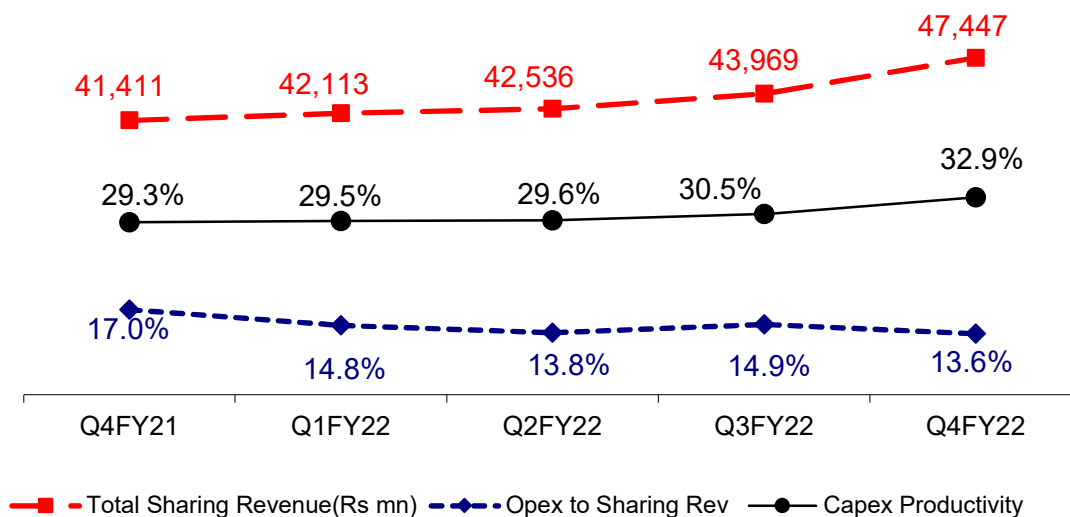 41,411 42,113 42,536 43,969 47,447
29.3% 29.5% 29.6% 30.5% 32.9%
17.0% 14.8% 13.8% 14.9% 13.6%
Q4FY21 Q1FY22 Q2FY22 Q3FY22 Q4FY22
Total Sharing Revenue(Rs mn) Opex to Sharing Rev Capex Productivity